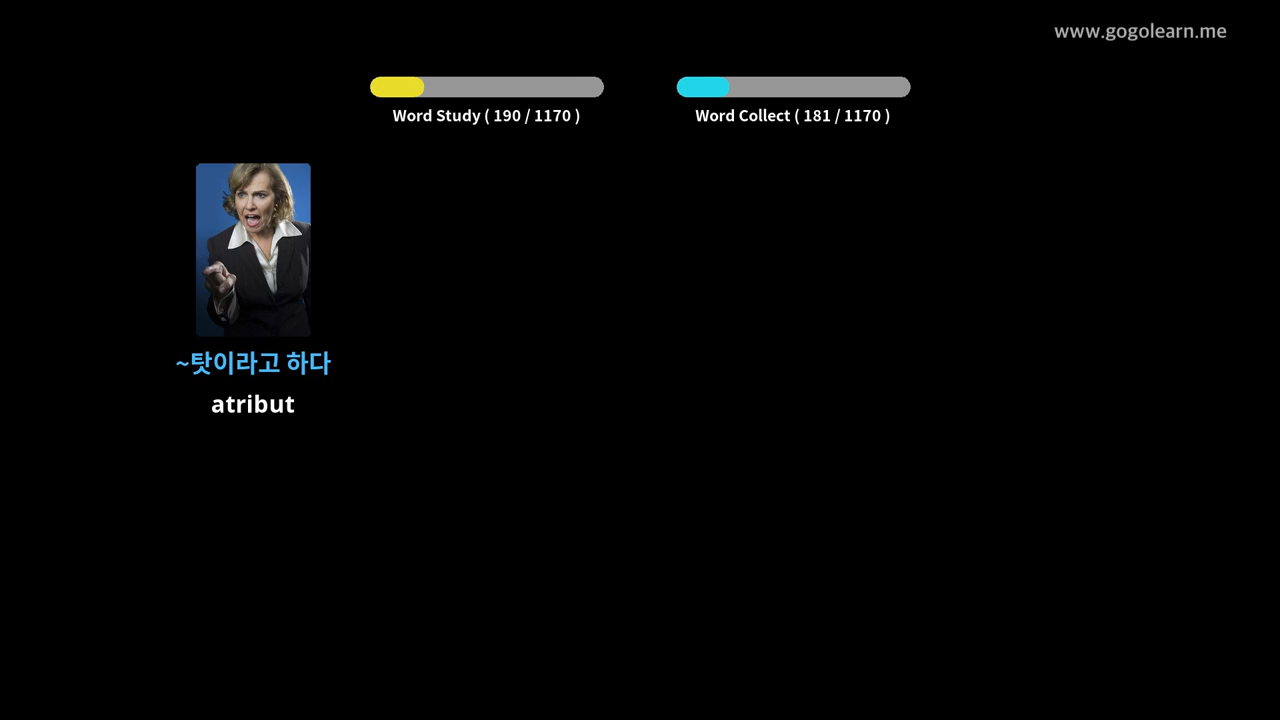 www.gogolearn.me
Word Study ( 190 / 1170 )
Word Collect ( 181 / 1170 )
~탓이라고 하다
atribut